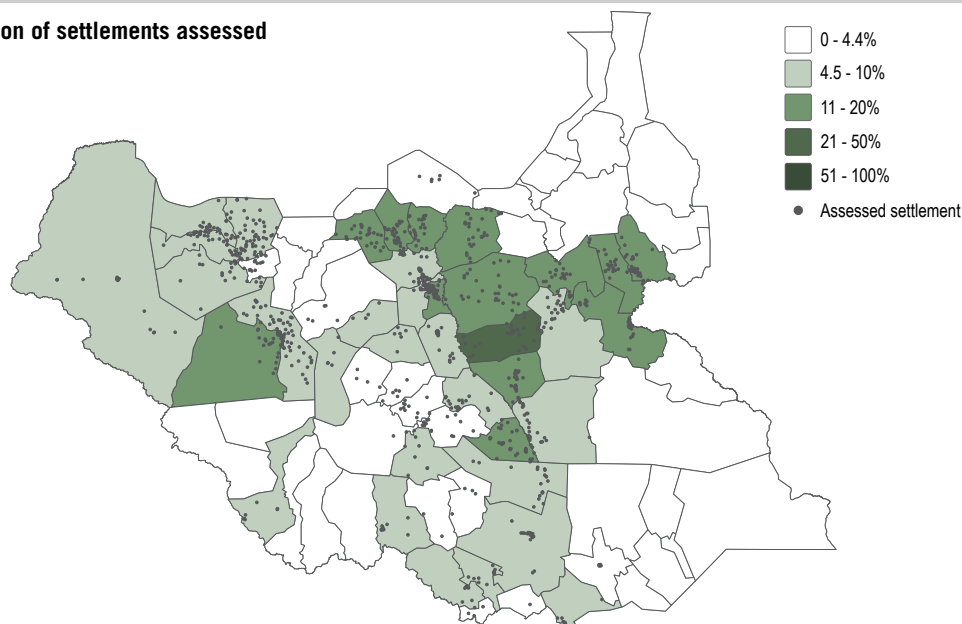 on of settlements assessed
0 - 4.4%
4.5 - 10%
11 - 20%
21 - 50%
51 - 100%
Assessed settlement